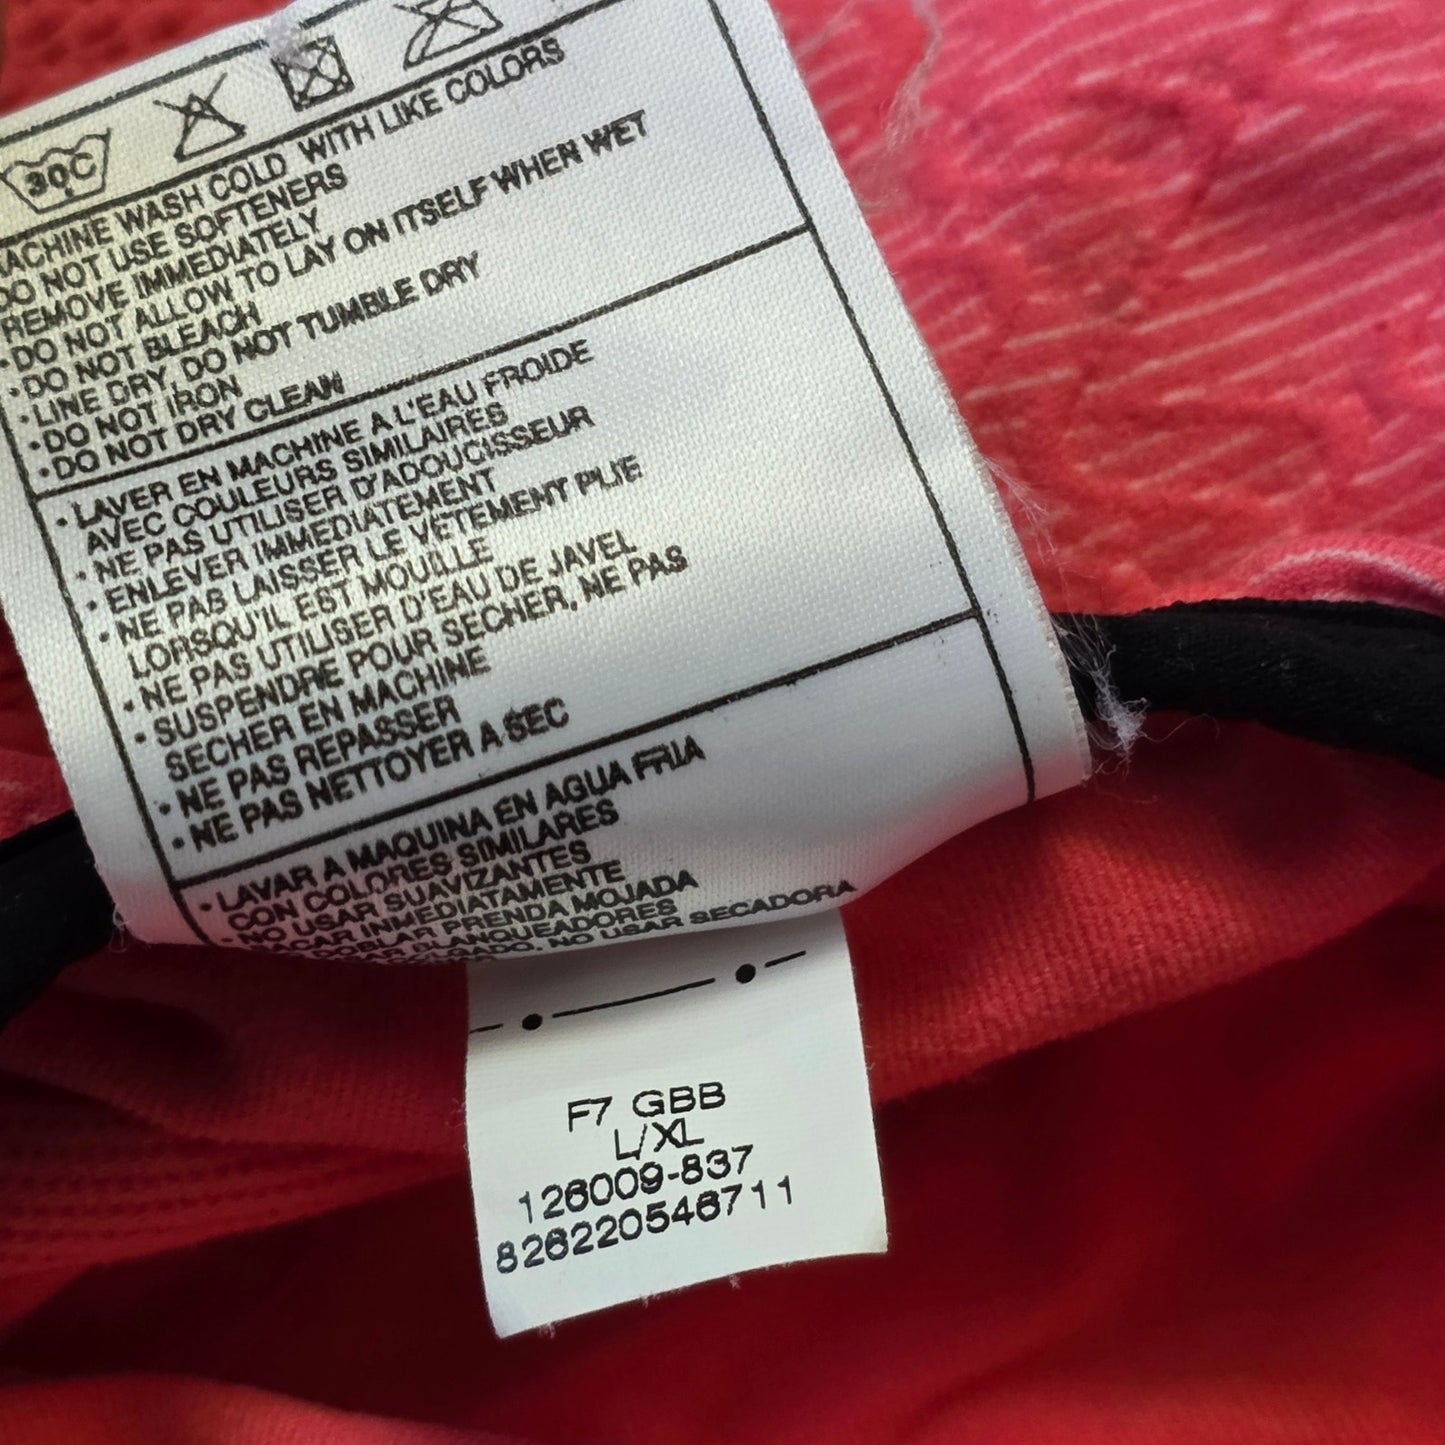 30C
MACHINE WASH COLD WITH LIKE COLORS
DO NOT USE SOFTENERS
REMOVE IMMEDIATELY
•DO NOT ALLOW TO LAY ON ITSELF WHEN WET
•DO NOT BLEACH
•LINE DRY, DO NOT TUMBLE DRY
•DO NOT IRON
•DO NOT DRY CLEAN
•LAVER EN MACHINE A L'EAU FROIDE
AVEC COULEURS SIMILAIRES
•NE PAS UTILISER D'ADOUCISSEUR
•ENLEVER IMMEDIATEMENT
•NE PAS LAISSER LE VETEMENT PLIE
LORSQU'IL EST MOUILLE
•NE PAS UTILISER D'EAU DE JAVEL
•SUSPENDRE POUR SECHER, NE PAS
SECHER EN MACHINE
•NE PAS REPASSER
•NE PAS NETTOYER A SEC
•LAVAR A MAQUINA EN AGUA FRIA
CON COLORES SIMILARES
•NO USAR SUAVIZANTES
SACAR INMEDIATAMENTE
DOBLAR PRENDA MOJADA
BLANQUEADORES
COLGADO, NO USAR SECADORA
F7 GBB
L/XL
126009-837
826220546711